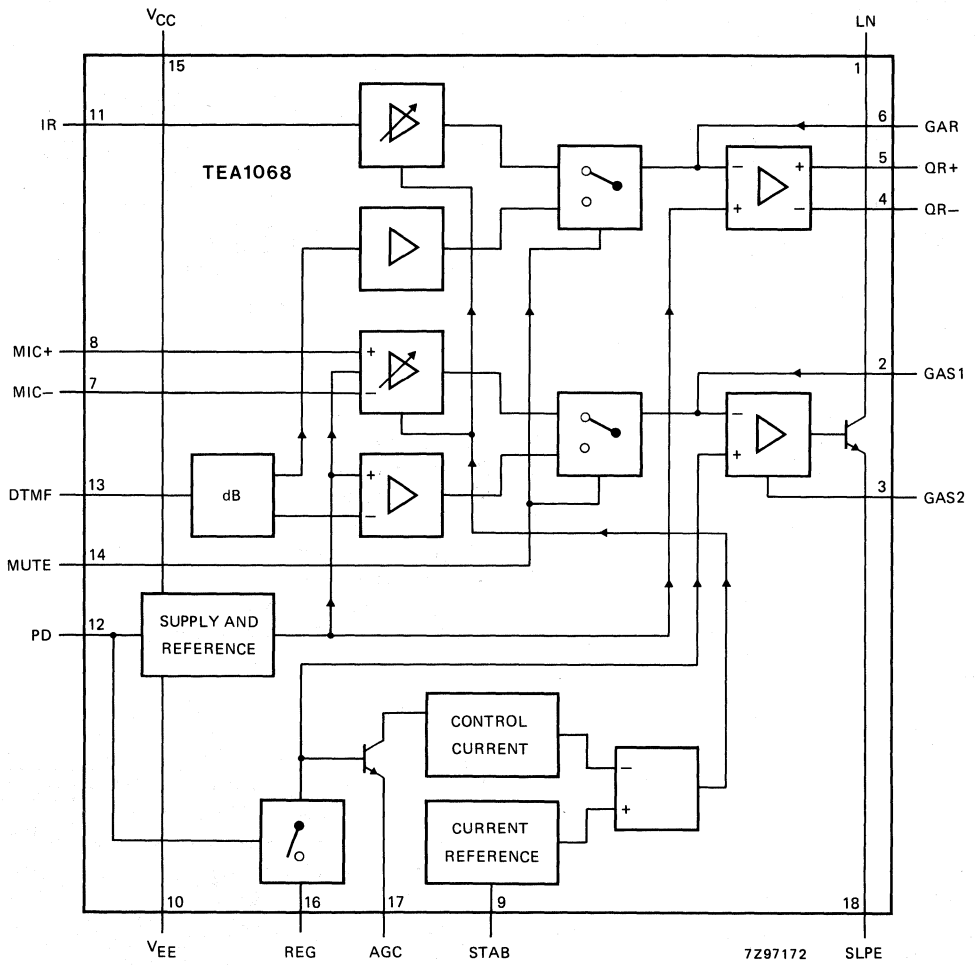 VCC
LN
15
1
11
IR
6
GAR
TEA1068
5
QR+
− +
4
QR−
+ −
8
MIC+
+
2
GAS1
7
MIC−
−
−
+
13
DTMF
dB
+
3
GAS2
−
14
MUTE
12
PD
SUPPLY AND
REFERENCE
CONTROL
CURRENT
−
+
CURRENT
REFERENCE
10
16
17
9
18
VEE
REG
AGC
STAB
7Z97172
SLPE